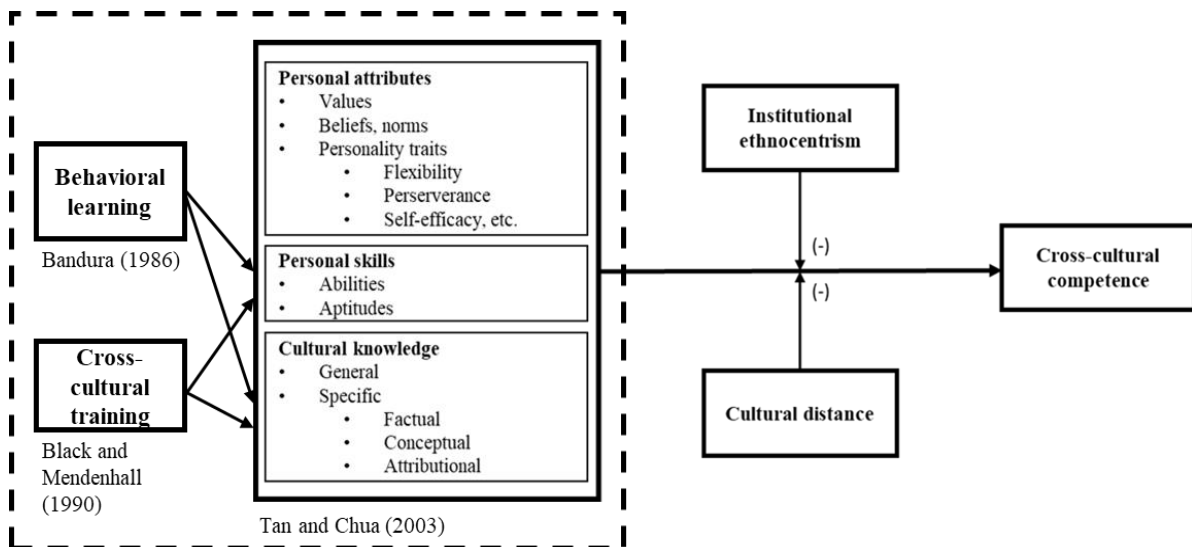 Behavioral
learning
Bandura (1986)
Cross-
cultural
training
Black and
Mendenhall
(1990)
Personal attributes
• Values
• Beliefs, norms
• Personality traits
• Flexibility
• Perserverance
• Self-efficacy, etc.
Personal skills
• Abilities
• Aptitudes
Cultural knowledge
• General
• Specific
• Factual
• Conceptual
• Attributional
Tan and Chua (2003)
Institutional
ethnocentrism
(-)
(-)
Cultural distance
Cross-cultural
competence